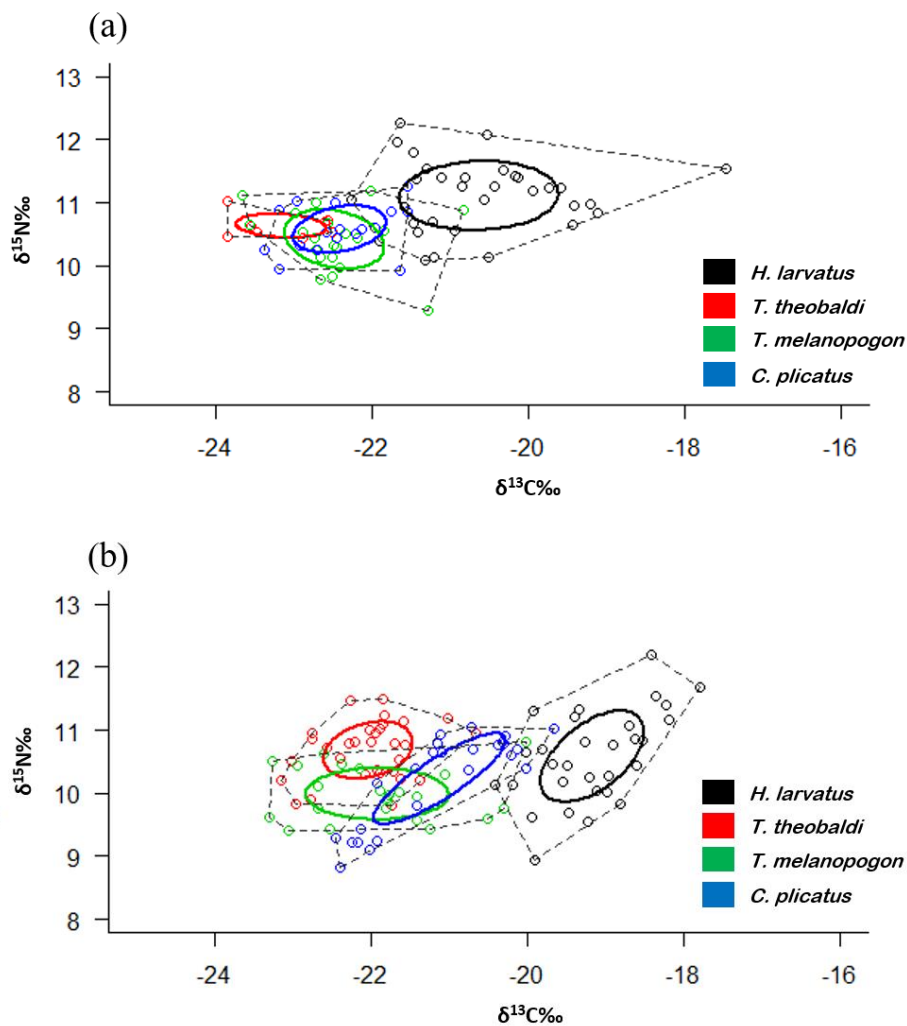 (a)
13
12
11
10
9
8
δ¹⁵N‰
-24 -22 -20 -18 -16
δ¹³C‰
H. larvatus
T. theobaldi
T. melanopogon
C. plicatus
(b)
13
12
11
10
9
8
δ¹⁵N‰
-24 -22 -20 -18 -16
δ¹³C‰
H. larvatus
T. theobaldi
T. melanopogon
C. plicatus